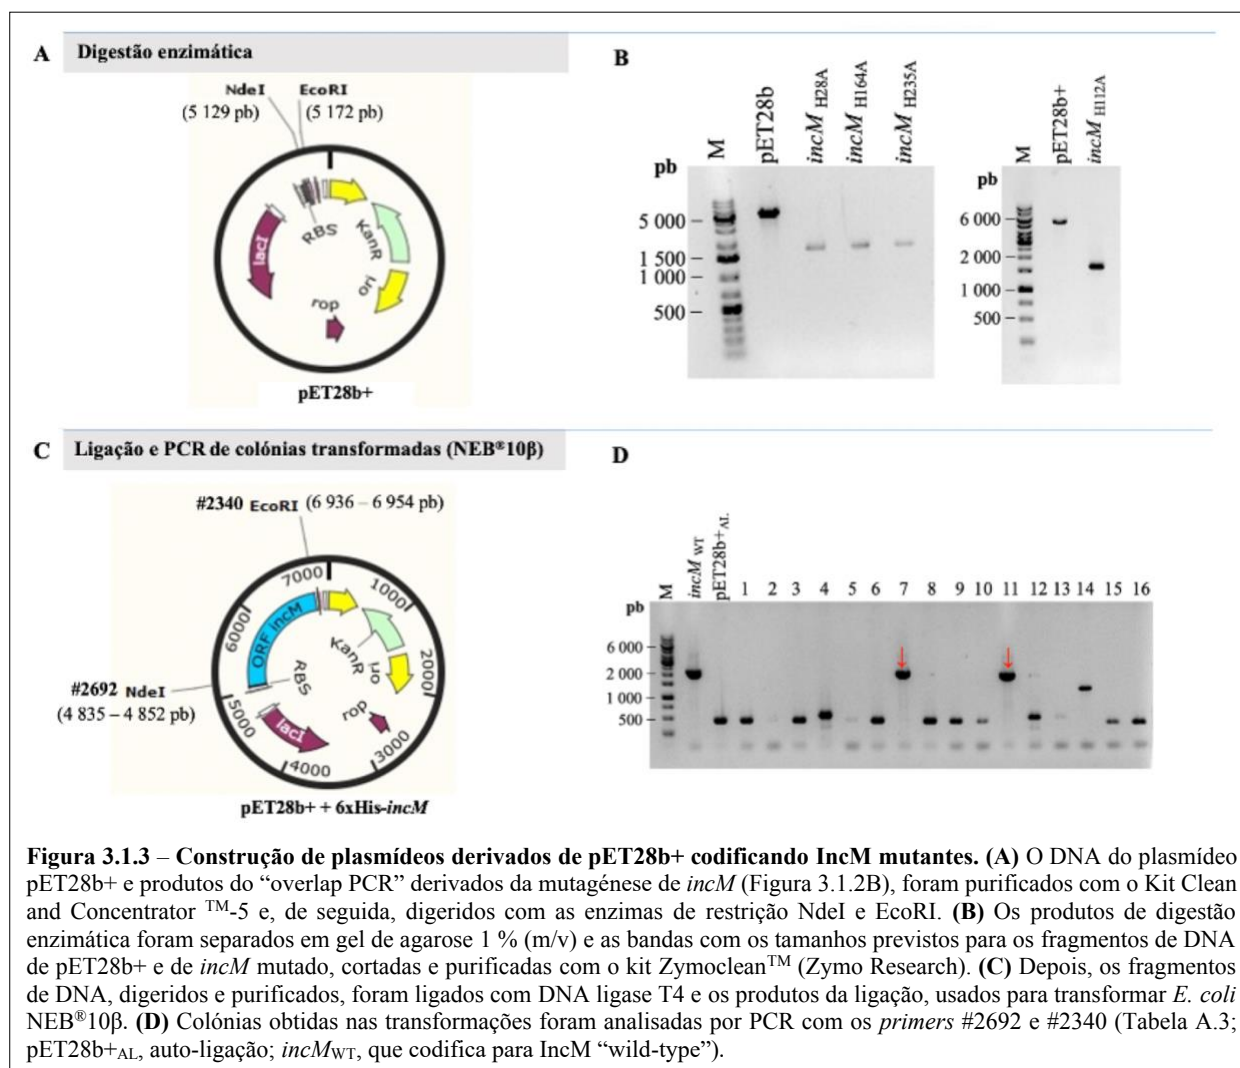 A
Digestão enzimática
NdeI
EcoRI
(5 129 pb)
(5 172 pb)
RBS
KanR
lacI
ori
rop
pET28b+
B
pb
M
pET28b
incM H28A
incM H164A
incM H235A
5 000
1 500
1 000
500
pb
M
pET28b+
incM H112A
6 000
2 000
1 000
500
C
Ligação e PCR de colónias transformadas (NEB®10β)
#2340 EcoRI (6 936 – 6 954 pb)
7000
1000
6000
ORF incM
KanR
ori
2000
RBS
#2692 NdeI
(4 835 – 4 852 pb)
5000
lacI
rop
3000
4000
pET28b+ + 6xHis-incM
D
pb
M
incM WT
pET28b+AL
1 2 3 4 5 6 7 8 9 10 11 12 13 14 15 16
6 000
2 000
1 000
500
Figura 3.1.3 – Construção de plasmídeos derivados de pET28b+ codificando IncM mutantes. (A) O DNA do plasmídeo
pET28b+ e produtos do “overlap PCR” derivados da mutagénese de incM (Figura 3.1.2B), foram purificados com o Kit Clean
and Concentrator TM-5 e, de seguida, digeridos com as enzimas de restrição NdeI e EcoRI. (B) Os produtos de digestão
enzimática foram separados em gel de agarose 1 % (m/v) e as bandas com os tamanhos previstos para os fragmentos de DNA
de pET28b+ e de incM mutado, cortadas e purificadas com o kit ZymocleanTM (Zymo Research). (C) Depois, os fragmentos
de DNA, digeridos e purificados, foram ligados com DNA ligase T4 e os produtos da ligação, usados para transformar E. coli
NEB®10β. (D) Colónias obtidas nas transformações foram analisadas por PCR com os primers #2692 e #2340 (Tabela A.3;
pET28b+AL, auto-ligação; incMWT, que codifica para IncM “wild-type”).